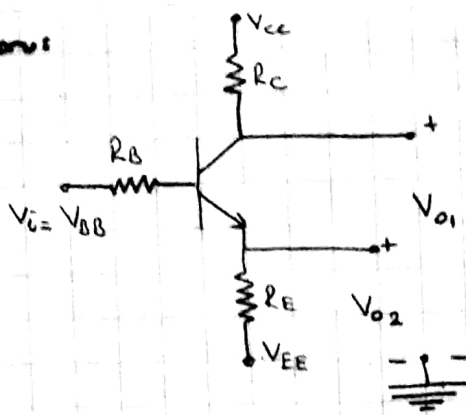 Vcc
Rc
+
RB
Vi = VBB
Vo1
+
RE
Vo2
VEE
- -